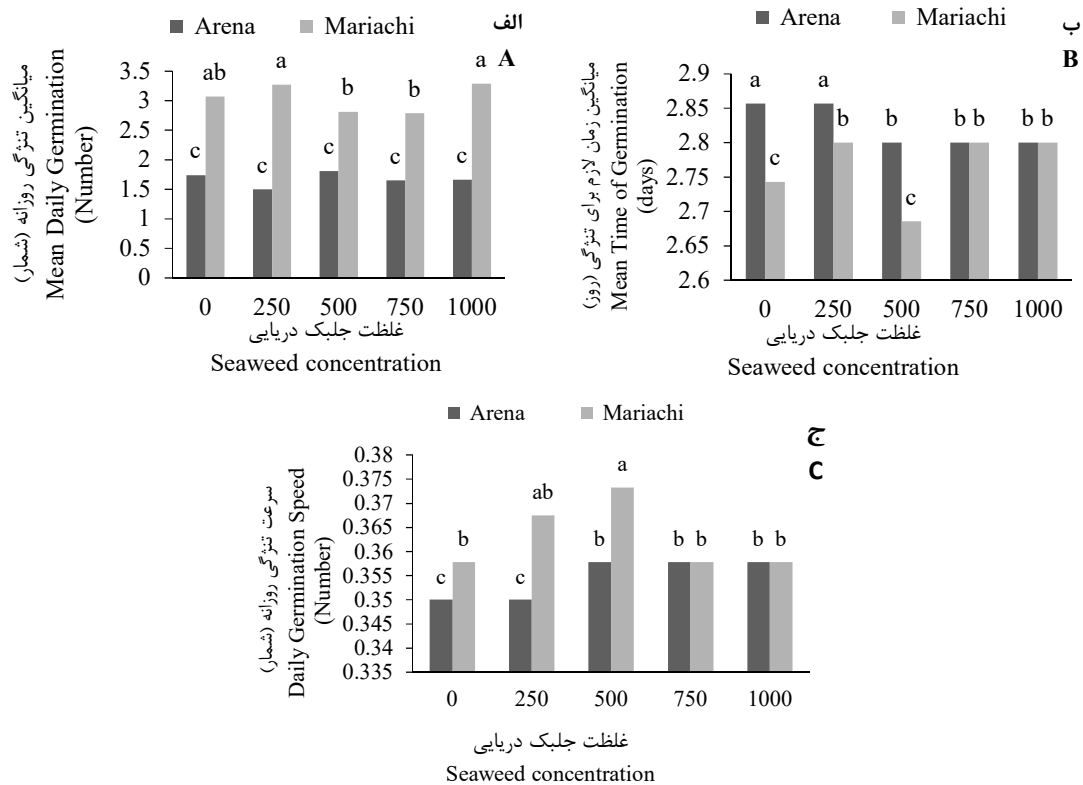 Arena Mariachi
الف
A
میانگین تنژگی روزانه (شمار)
Mean Daily Germination
(Number)
3.5
3
2.5
2
1.5
1
0.5
0
ab a b b a
c c c c c
0 250 500 750 1000
غلظت جلبک دریایی
Seaweed concentration
Arena Mariachi
ب
B
میانگین زمان لازم برای تنژگی (روز)
Mean Time of Germination
(days)
2.9
2.85
2.8
2.75
2.7
2.65
2.6
a a
b b b b b b
c c
0 250 500 750 1000
غلظت جلبک دریایی
Seaweed concentration
Arena Mariachi
ج
C
سرعت تنژگی روزانه (شمار)
Daily Germination Speed
(Number)
0.38
0.375
0.37
0.365
0.36
0.355
0.35
0.345
0.34
0.335
a
ab
b b b b b b
c c
0 250 500 750 1000
غلظت جلبک دریایی
Seaweed concentration